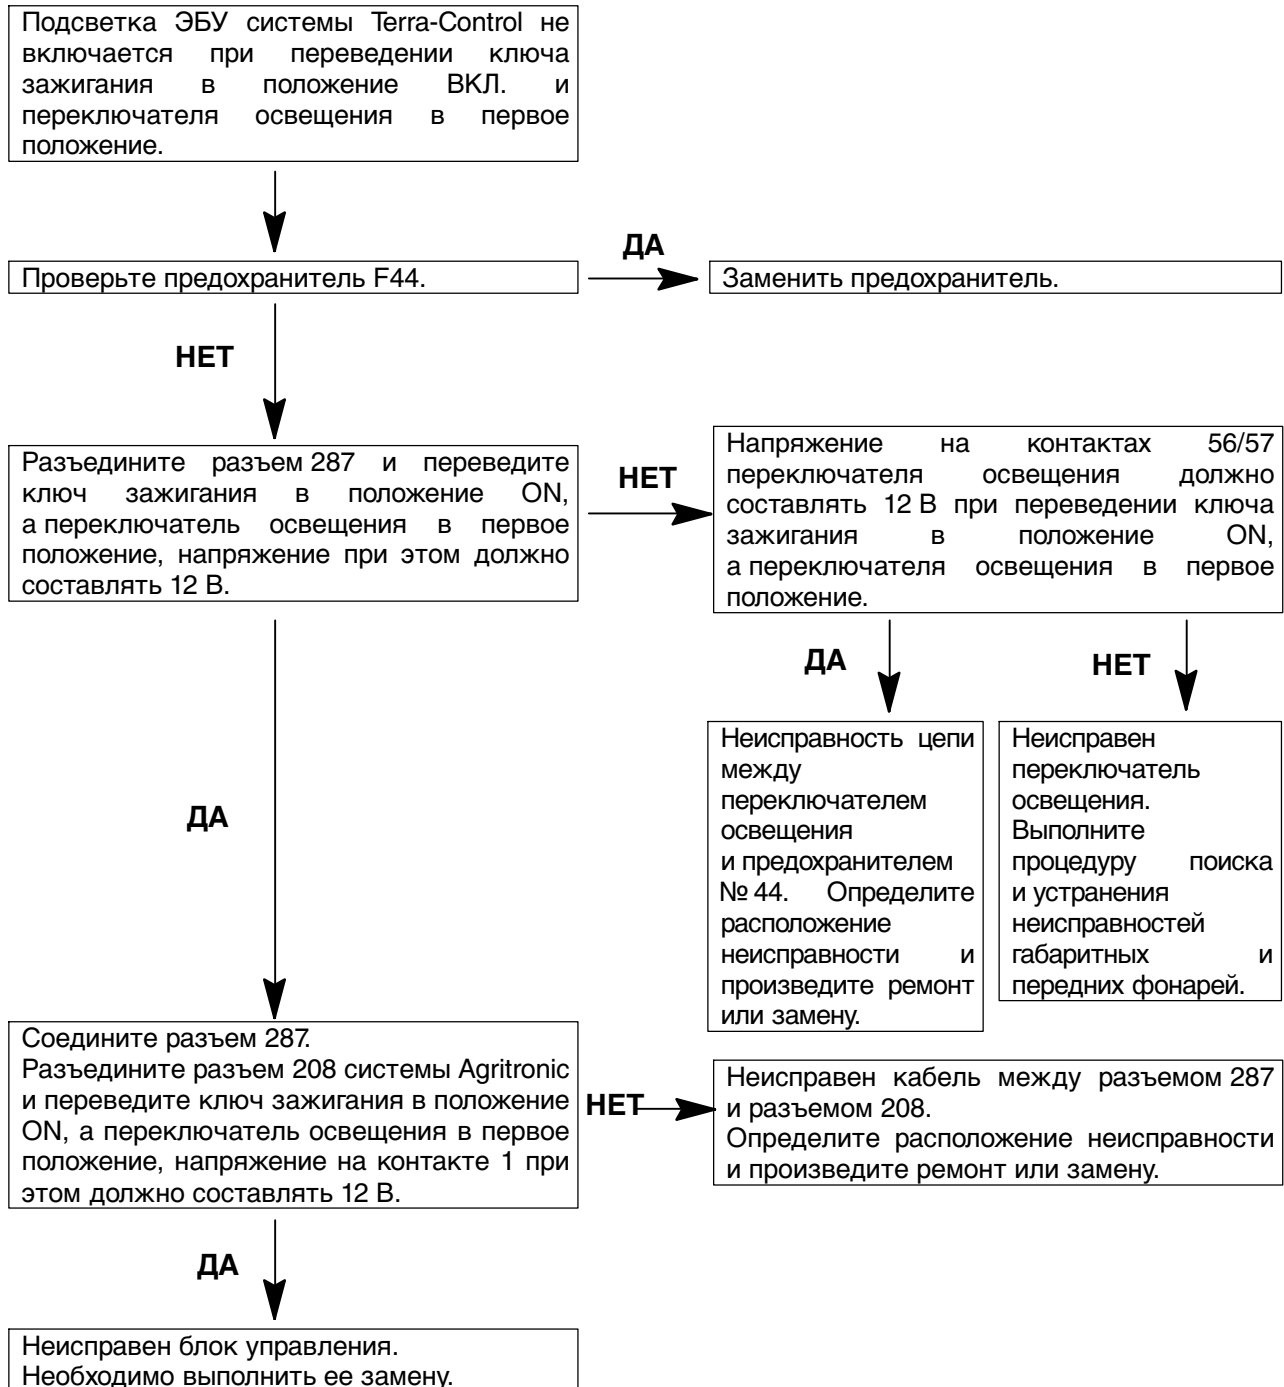 Подсветка ЭБУ системы Terra-Control не
включается при переведении ключа
зажигания в положение ВКЛ. и
переключателя освещения в первое
положение.
ДА
Проверьте предохранитель F44.
Заменить предохранитель.
НЕТ
Разъедините разъем 287 и переведите
ключ зажигания в положение ON,
а переключатель освещения в первое
положение, напряжение при этом должно
составлять 12 В.
НЕТ
Напряжение на контактах 56/57
переключателя освещения должно
составлять 12 В при переведении ключа
зажигания в положение ON,
а переключателя освещения в первое
положение.
ДА
НЕТ
Неисправность цепи
между
переключателем
освещения
и предохранителем
№ 44. Определите
расположение
неисправности и
произведите ремонт
или замену.
Неисправен
переключатель
освещения.
Выполните
процедуру поиска
и устранения
неисправностей
габаритных и
передних фонарей.
ДА
Соедините разъем 287.
Разъедините разъем 208 системы Agritronic
и переведите ключ зажигания в положение
ON, а переключатель освещения в первое
положение, напряжение на контакте 1 при
этом должно составлять 12 В.
НЕТ
Неисправен кабель между разъемом 287
и разъемом 208.
Определите расположение неисправности
и произведите ремонт или замену.
ДА
Неисправен блок управления.
Необходимо выполнить ее замену.